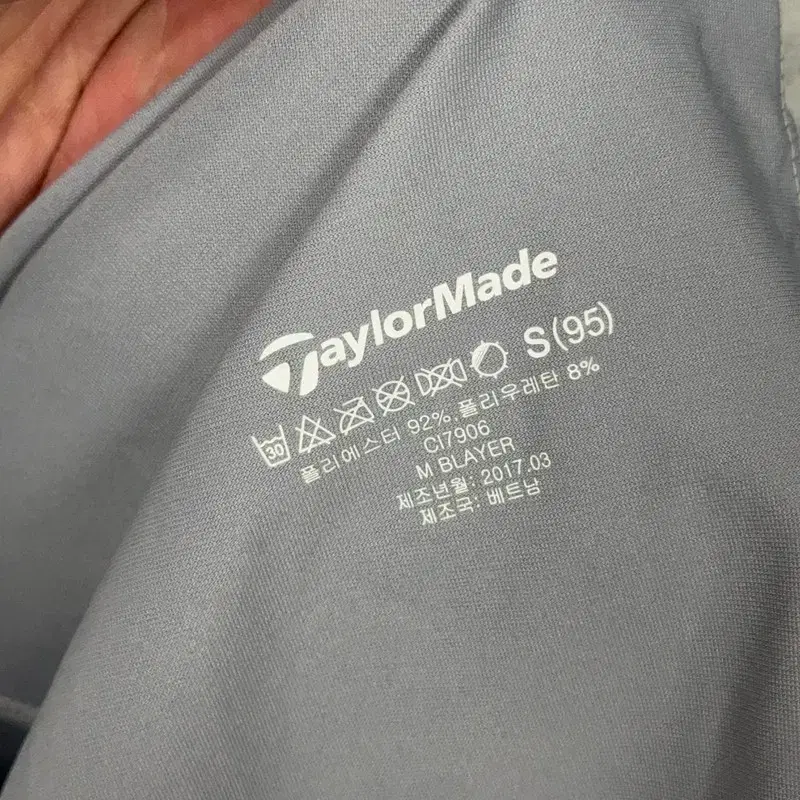 TaylorMade
30 S(95)
폴리에스터 92%, 폴리우레탄 8%
CI7906
M BLAYER
제조년월: 2017.03
제조국: 베트남